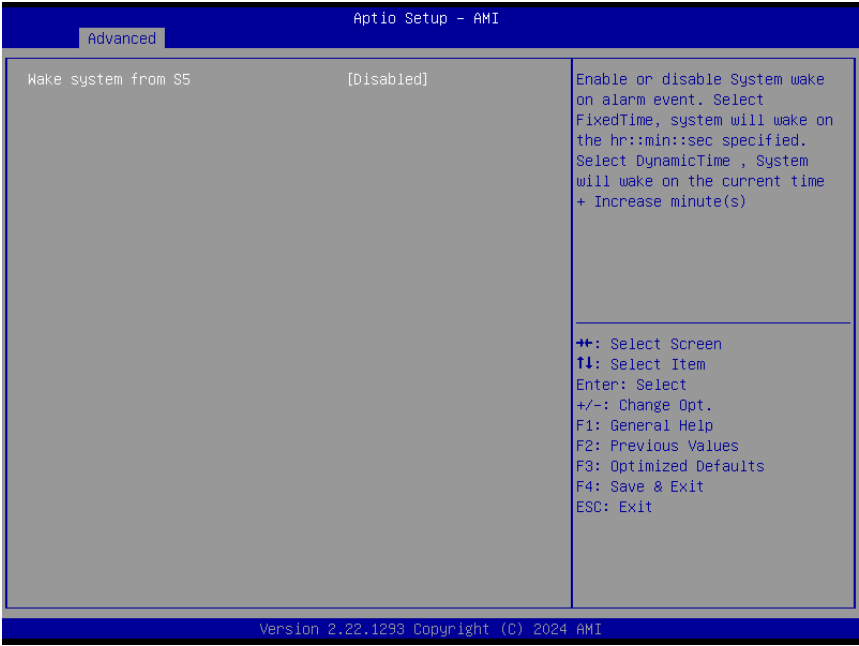 Aptio Setup - AMI
Advanced
Wake system from S5 [Disabled]
Enable or disable System wake
on alarm event. Select
FixedTime, system will wake on
the hr::min::sec specified.
Select DynamicTime , System
will wake on the current time
+ Increase minute(s)
→←: Select Screen
↑↓: Select Item
Enter: Select
+/-: Change Opt.
F1: General Help
F2: Previous Values
F3: Optimized Defaults
F4: Save & Exit
ESC: Exit
Version 2.22.1293 Copyright (C) 2024 AMI